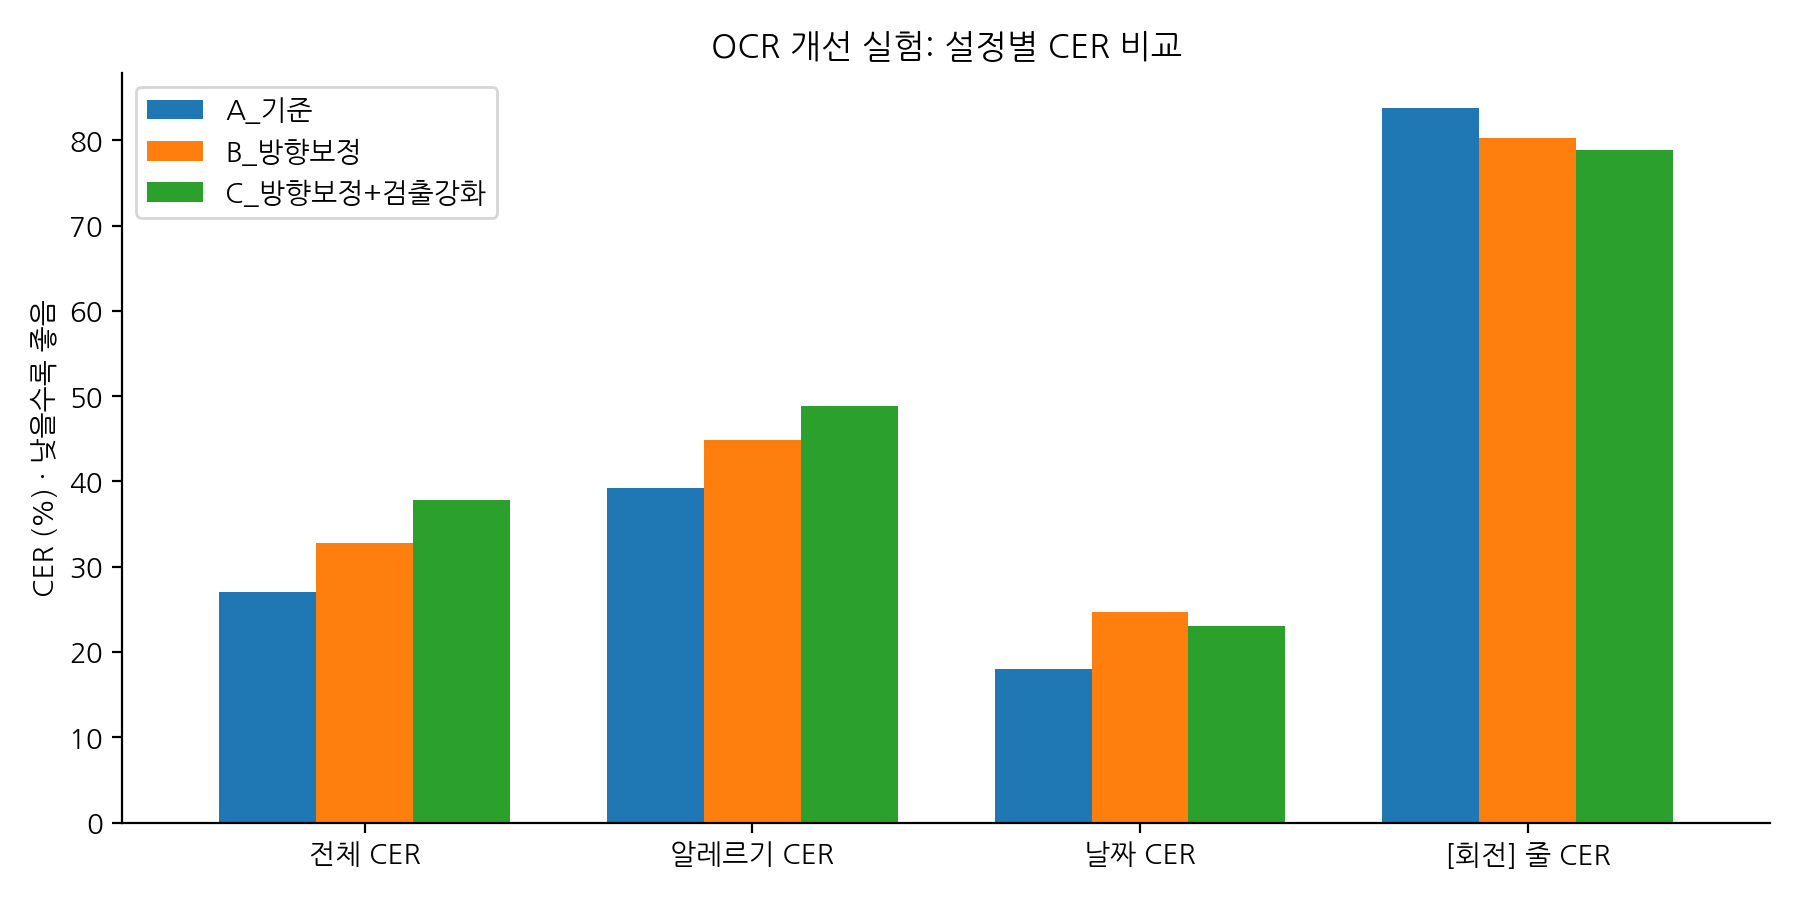 OCR 개선 실험: 설정별 CER 비교
A_기준
B_방향보정
C_방향보정+검출강화
CER (%) · 낮을수록 좋음
80
70
60
50
40
30
20
10
0
전체 CER
알레르기 CER
날짜 CER
[회전] 줄 CER